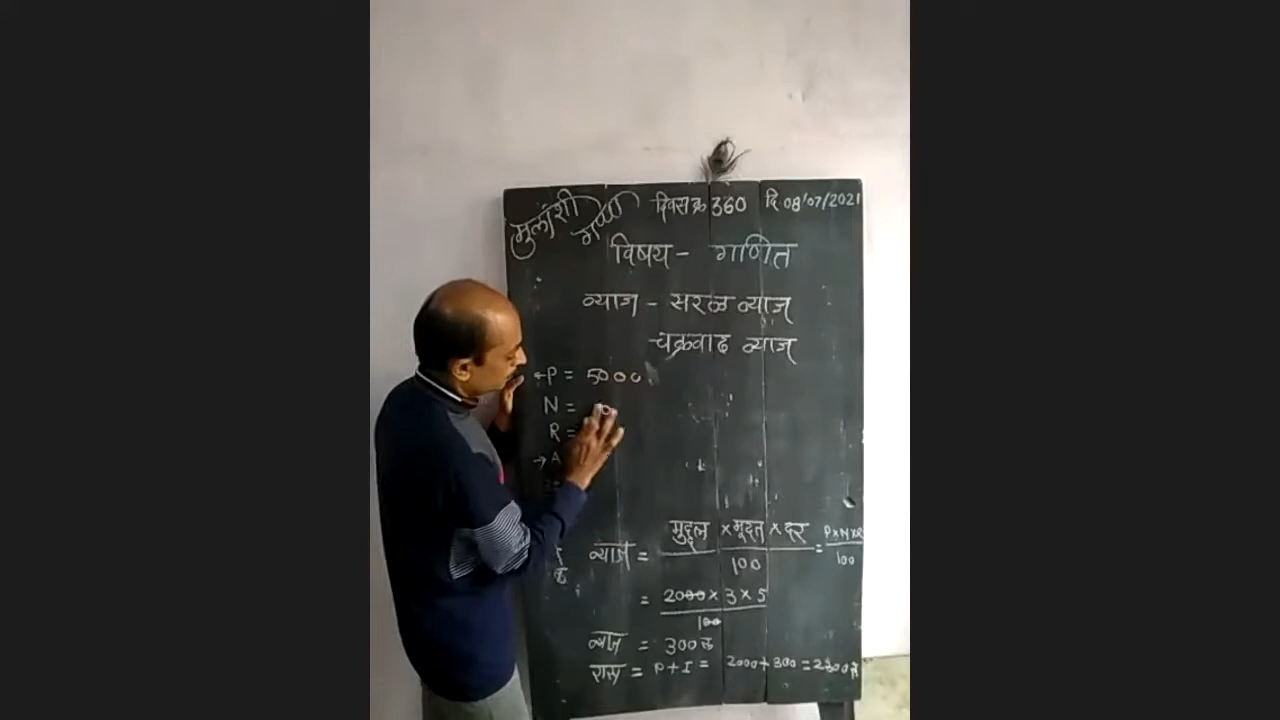 मुलांशी गप्पा दिवस क्र 360 दि 08/07/2021
विषय - गणित
व्याज - सरळ व्याज
चक्रवाढ व्याज
P = 5000
N =
R =
→ A
व्याज = मुद्दल × मुदत × दर / 100 = P×N×R / 100
= 2000 × 3 × 5 / 100
व्याज = 300 रु
रास = P + I = 2000 + 300 = 2300 रु